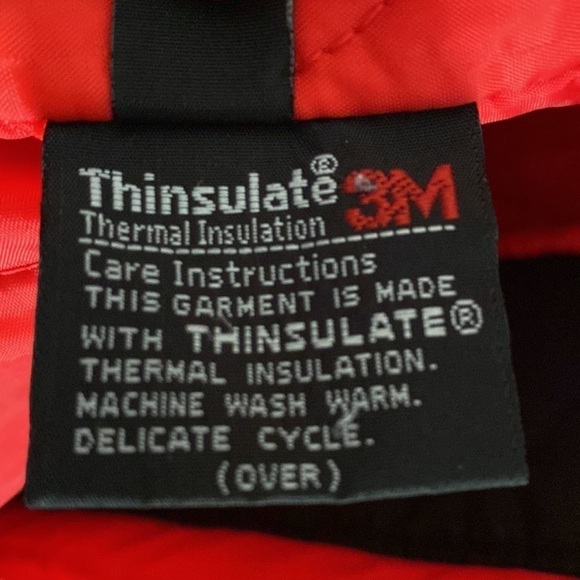 Thinsulate® 3M
Thermal Insulation
Care Instructions
THIS GARMENT IS MADE
WITH THINSULATE®
THERMAL INSULATION.
MACHINE WASH WARM.
DELICATE CYCLE.
(OVER)